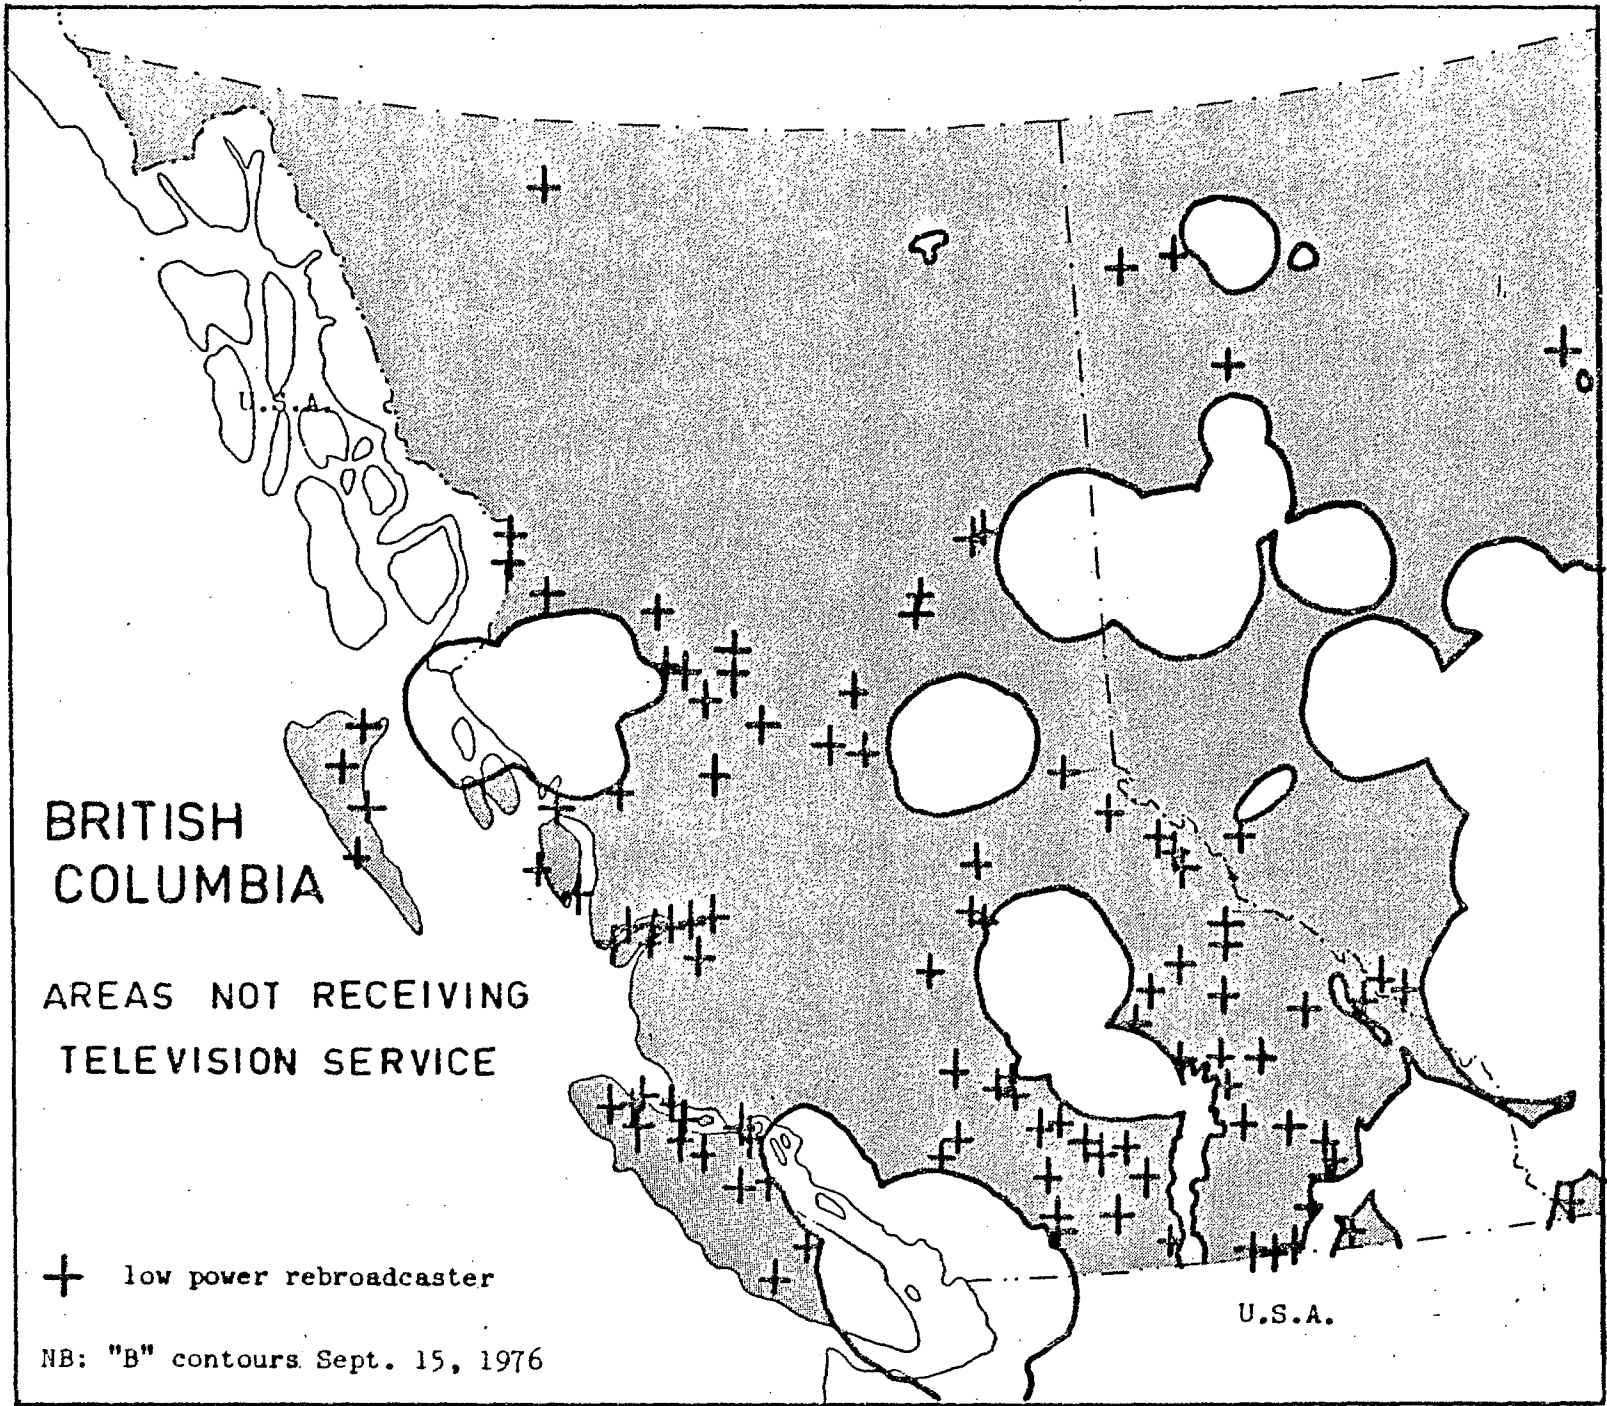 U.S.A.
BRITISH
COLUMBIA
AREAS NOT RECEIVING
TELEVISION SERVICE
low power rebroadcaster
NB: "B" contours Sept. 15, 1976
U.S.A.